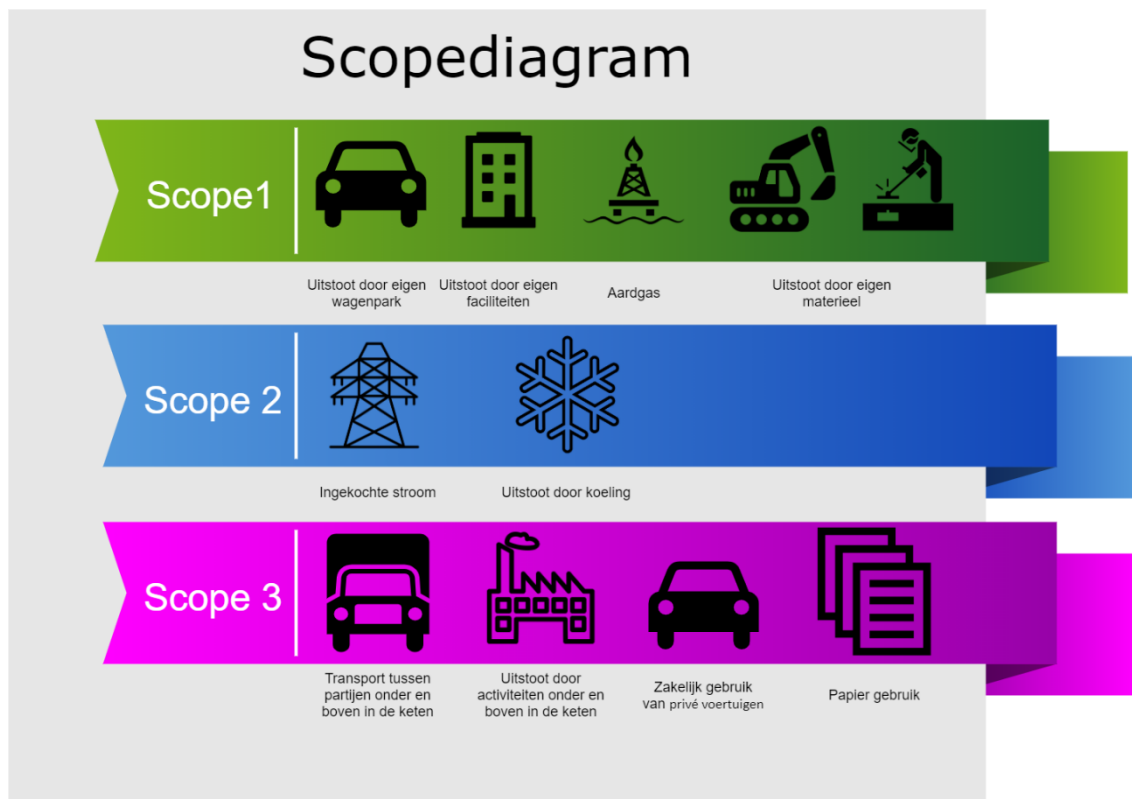 Scopediagram
Scope1
Uitstoot door eigen
wagenpark
Uitstoot door eigen
faciliteiten
Aardgas
Uitstoot door eigen
materieel
Scope 2
Ingekochte stroom
Uitstoot door koeling
Scope 3
Transport tussen
partijen onder en
boven in de keten
Uitstoot door
activiteiten onder en
boven in de keten
Zakelijk gebruik
van privé voertuigen
Papier gebruik